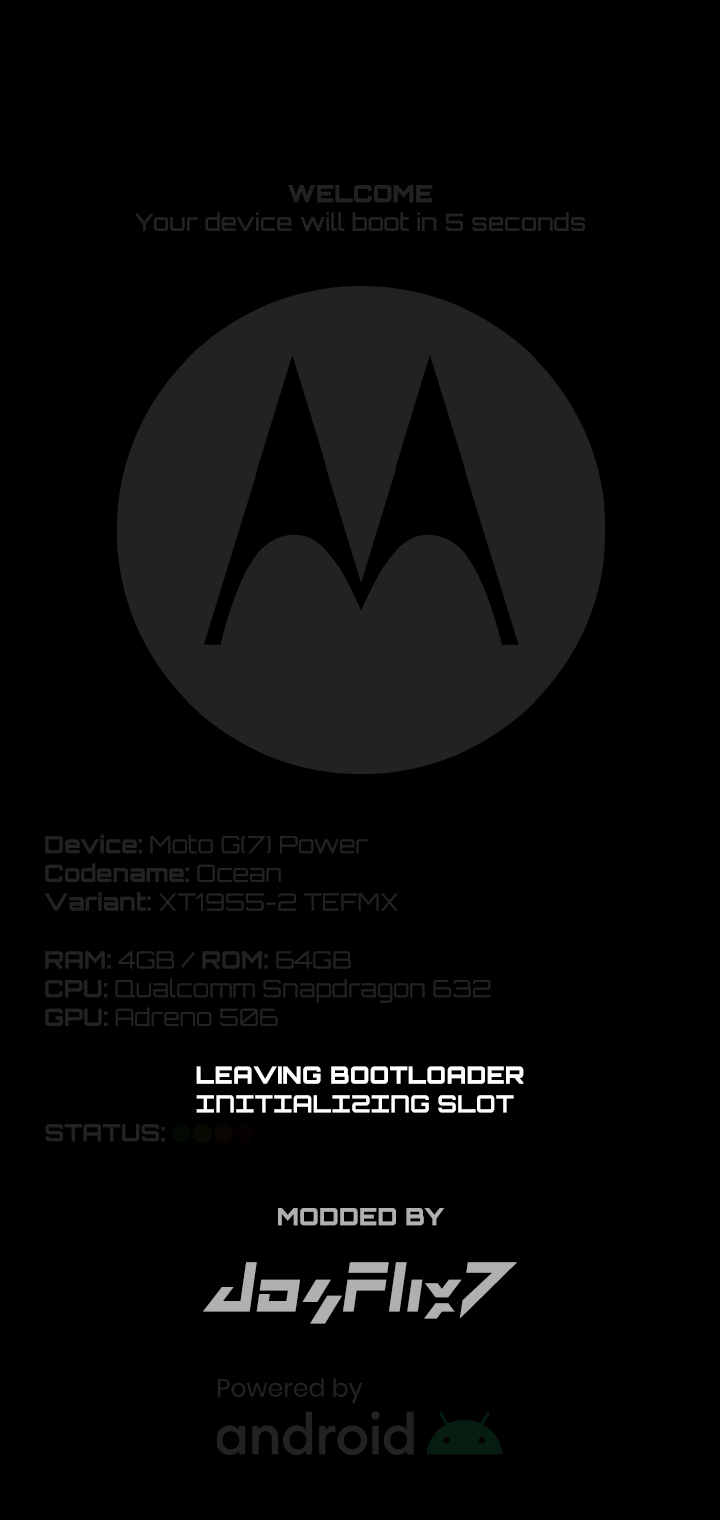 WELCOME
Your device will boot in 5 seconds
Device: Moto G(7) Power
Codename: Ocean
Variant: XT1955-2 TEFMX
RAM: 4GB / ROM: 64GB
CPU: Qualcomm Snapdragon 632
GPU: Adreno 506
LEAVING BOOTLOADER
INITIALIZING SLOT
STATUS:
MODDED BY
JosFlix7
Powered by
android